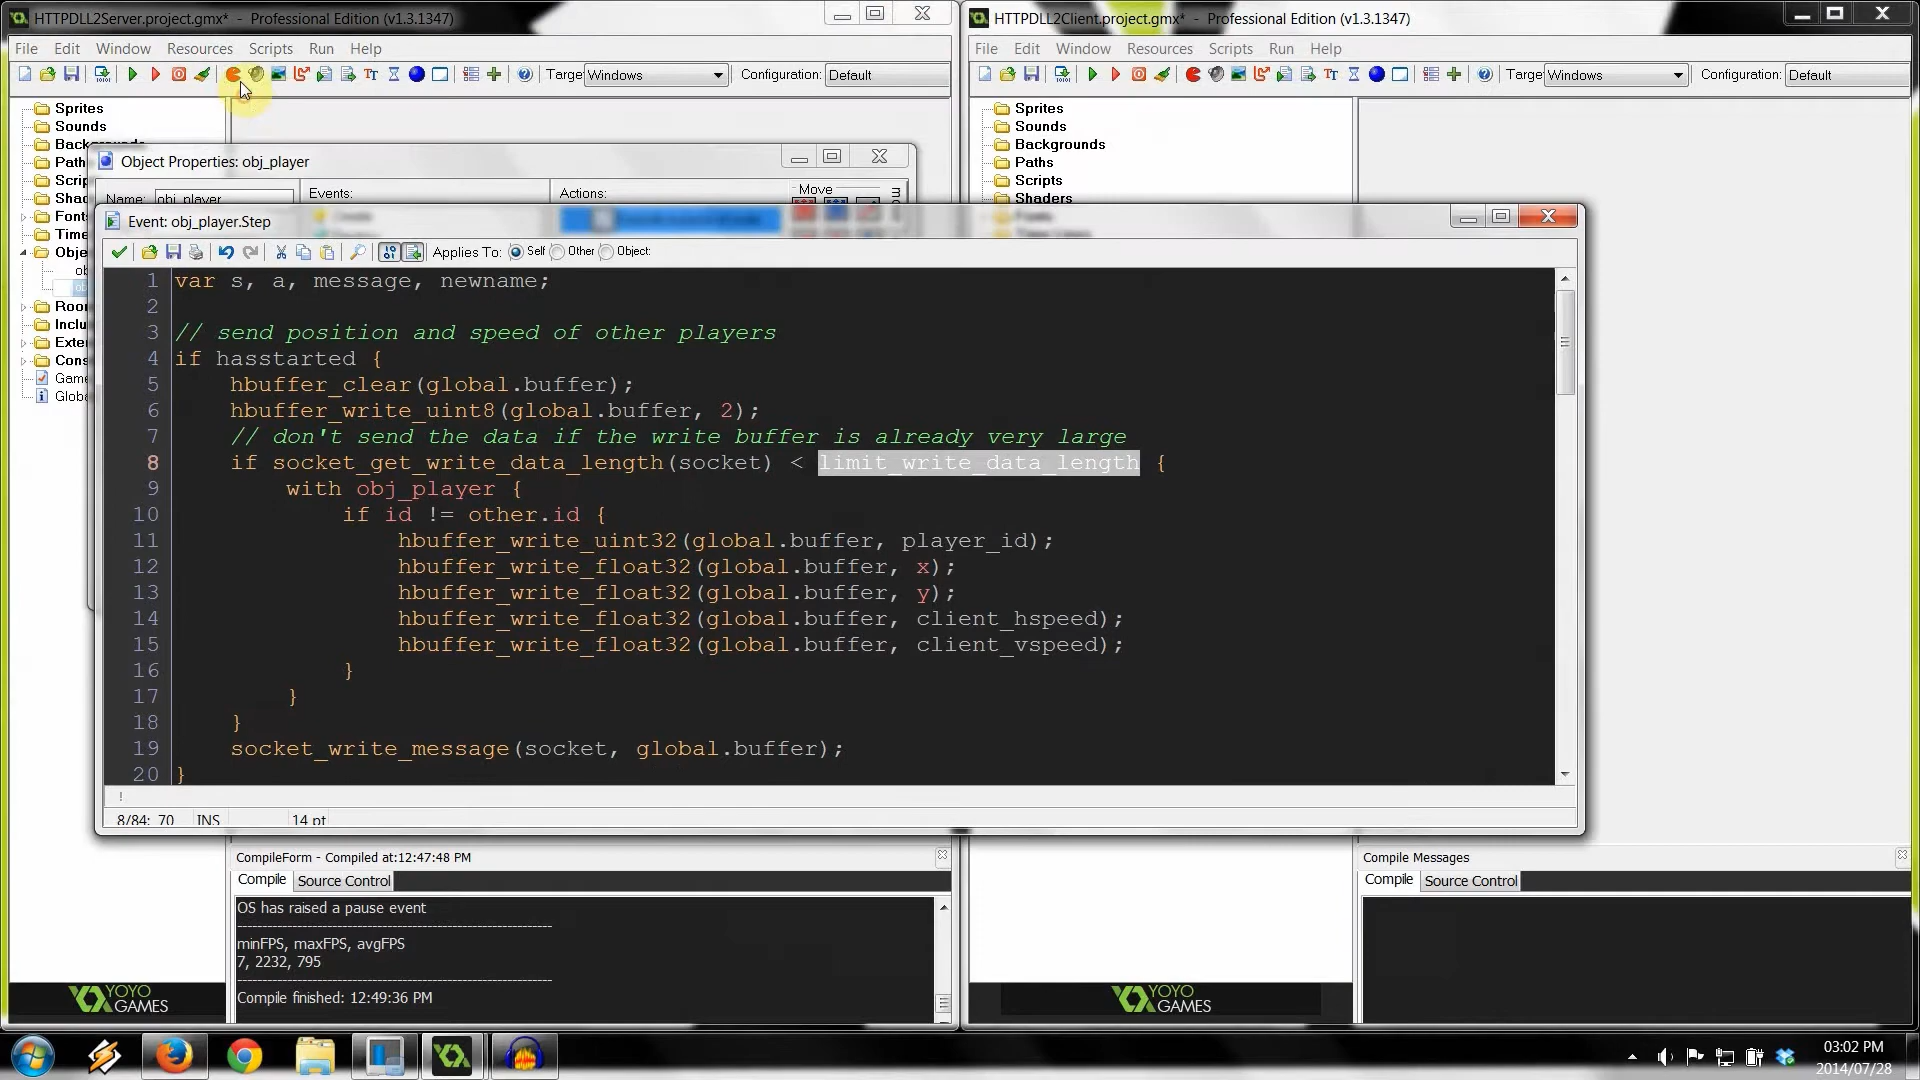 HTTPDLL2Server.project.gmx* - Professional Edition (v1.3.1347)
File Edit Window Resources Scripts Run Help
Targe Windows Configuration: Default
Sprites
Sounds
Path
Scrip
Shad
Fonts
Time
Obje
ob
Roo
Inclu
Exter
Cons
Game
Globa
Object Properties: obj_player
Name: obj_player Events: Actions: Move
Event: obj_player.Step
Applies To: Self Other Object:
1 var s, a, message, newname;
2
3 // send position and speed of other players
4 if hasstarted {
5 hbuffer_clear(global.buffer);
6 hbuffer_write_uint8(global.buffer, 2);
7 // don't send the data if the write buffer is already very large
8 if socket_get_write_data_length(socket) < limit_write_data_length {
9 with obj_player {
10 if id != other.id {
11 hbuffer_write_uint32(global.buffer, player_id);
12 hbuffer_write_float32(global.buffer, x);
13 hbuffer_write_float32(global.buffer, y);
14 hbuffer_write_float32(global.buffer, client_hspeed);
15 hbuffer_write_float32(global.buffer, client_vspeed);
16 }
17 }
18 }
19 socket_write_message(socket, global.buffer);
20 }
8/84: 70 INS 14 pt
CompileForm - Compiled at:12:47:48 PM
Compile Source Control
OS has raised a pause event
minFPS, maxFPS, avgFPS
7, 2232, 795
Compile finished: 12:49:36 PM
YOYO
GAMES
HTTPDLL2Client.project.gmx* - Professional Edition (v1.3.1347)
File Edit Window Resources Scripts Run Help
Targe Windows Configuration: Default
Sprites
Sounds
Backgrounds
Paths
Scripts
Shaders
Compile Messages
Compile Source Control
YOYO
GAMES
03:02 PM
2014/07/28